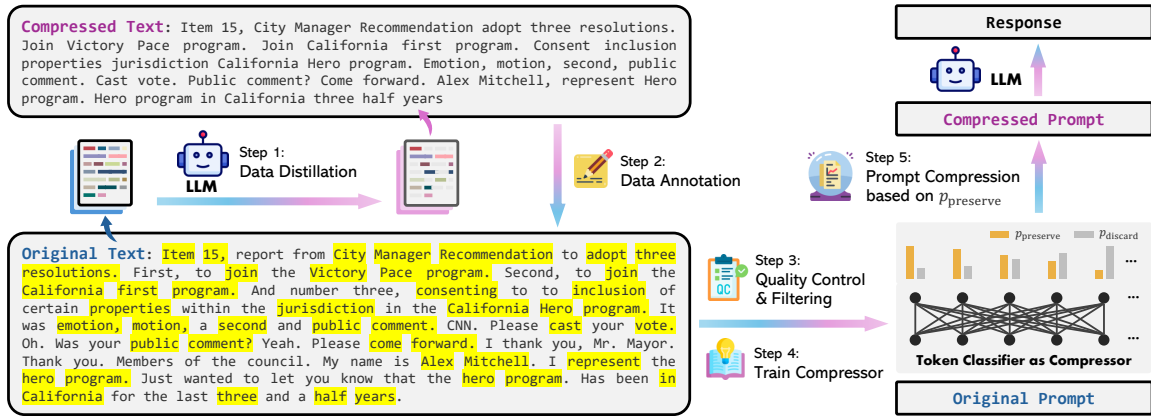 Compressed Text: Item 15, City Manager Recommendation adopt three resolutions.
Join Victory Pace program. Join California first program. Consent inclusion
properties jurisdiction California Hero program. Emotion, motion, second, public
comment. Cast vote. Public comment? Come forward. Alex Mitchell, represent Hero
program. Hero program in California three half years
LLM
Step 1:
Data Distillation
Step 2:
Data Annotation
Original Text: Item 15, report from City Manager Recommendation to adopt three
resolutions. First, to join the Victory Pace program. Second, to join the
California first program. And number three, consenting to to inclusion of
certain properties within the jurisdiction in the California Hero program. It
was emotion, motion, a second and public comment. CNN. Please cast your vote.
Oh. Was your public comment? Yeah. Please come forward. I thank you, Mr. Mayor.
Thank you. Members of the council. My name is Alex Mitchell. I represent the
hero program. Just wanted to let you know that the hero program. Has been in
California for the last three and a half years.
QC
Step 3:
Quality Control
& Filtering
Step 4:
Train Compressor
Response
LLM
Compressed Prompt
Step 5:
Prompt Compression
based on p_preserve
p_preserve p_discard
...
...
...
Token Classifier as Compressor
Original Prompt